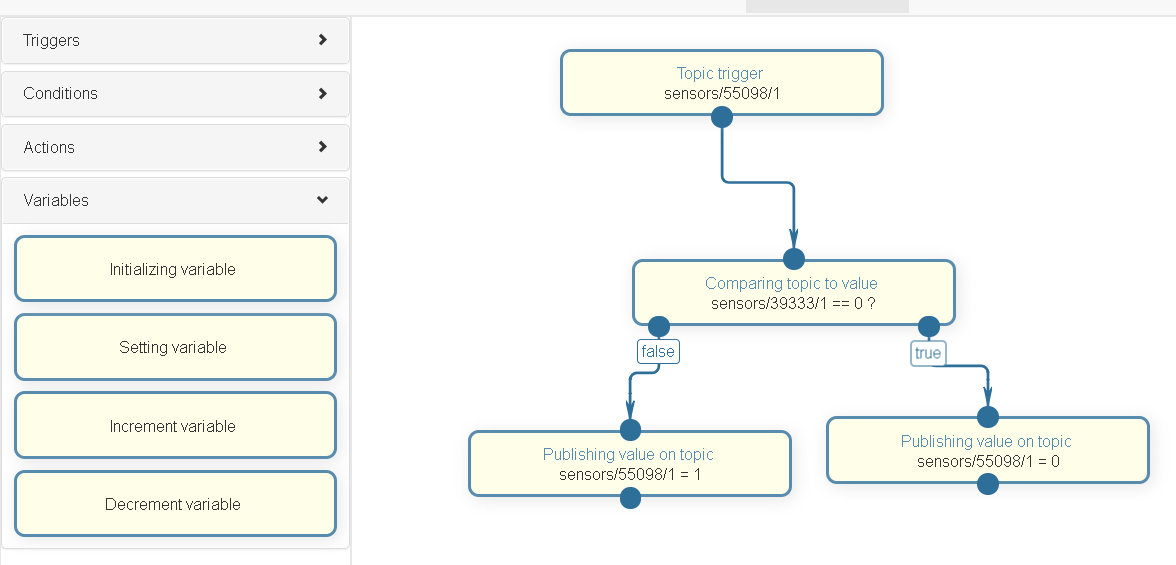 Triggers
Conditions
Actions
Variables
Initializing variable
Setting variable
Increment variable
Decrement variable
Topic trigger
sensors/55098/1
Comparing topic to value
sensors/39333/1 == 0 ?
false
true
Publishing value on topic
sensors/55098/1 = 1
Publishing value on topic
sensors/55098/1 = 0